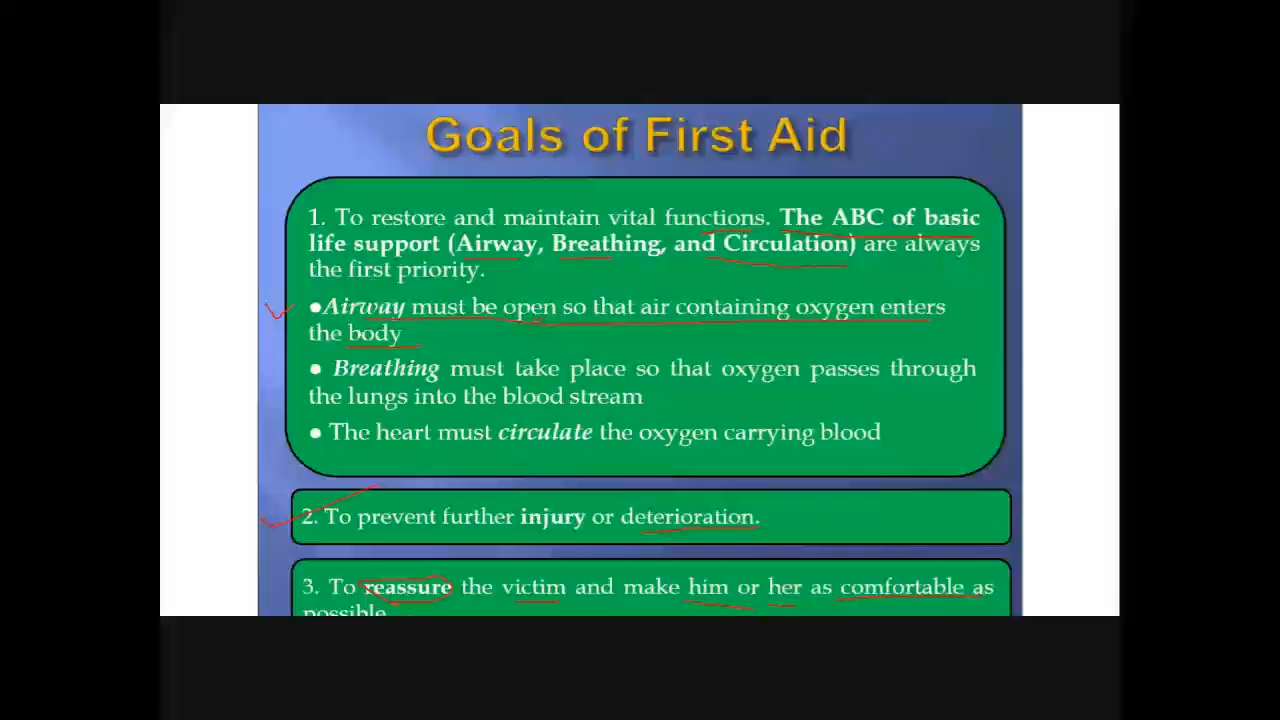 Goals of First Aid
1. To restore and maintain vital functions. The ABC of basic
life support (Airway, Breathing, and Circulation) are always
the first priority.
●Airway must be open so that air containing oxygen enters
the body
● Breathing must take place so that oxygen passes through
the lungs into the blood stream
● The heart must circulate the oxygen carrying blood
2. To prevent further injury or deterioration.
3. To reassure the victim and make him or her as comfortable as
possible